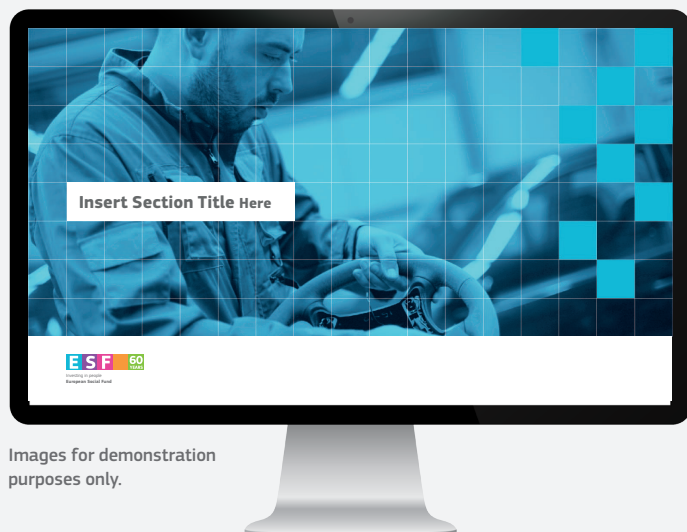 Insert Section Title Here
ESF 60
YEARS
Investing in people
European Social Fund
Images for demonstration
purposes only.